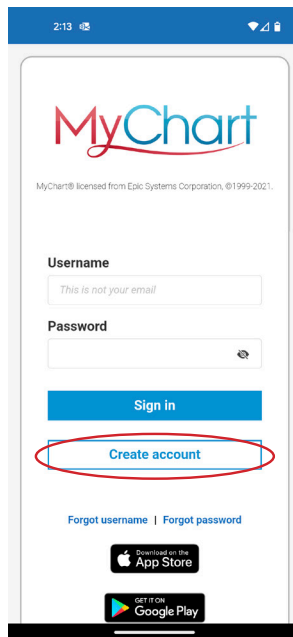 2:13
MyChart
MyChart® licensed from Epic Systems Corporation, ©1999-2021.
Username
This is not your email
Password
Sign in
Create account
Forgot username | Forgot password
Download on the
App Store
GET IT ON
Google Play